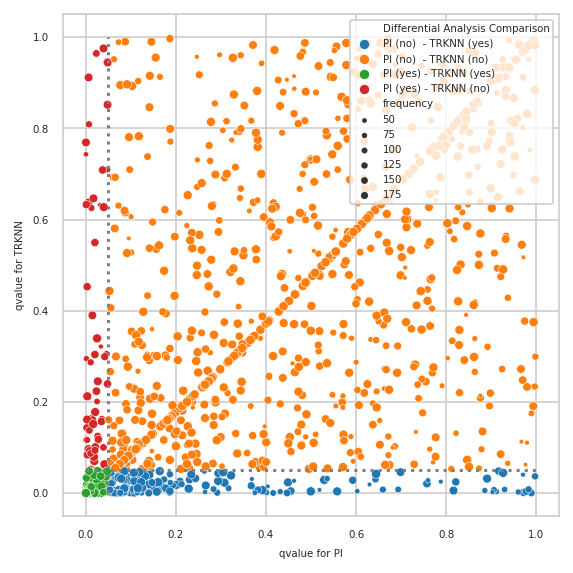 Differential Analysis Comparison
PI (no)  - TRKNN (yes)
PI (no)  - TRKNN (no)
PI (yes) - TRKNN (yes)
PI (yes) - TRKNN (no)
frequency
50
75
100
125
150
175
1.0
0.8
0.6
0.4
0.2
0.0
qvalue for TRKNN
0.0 0.2 0.4 0.6 0.8 1.0
qvalue for PI